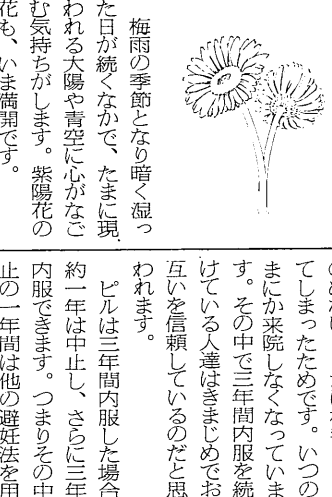 てしまったためです。いつの
まにか来院しなくなっていま
す。その中で三年間内服を続
けている人達はきまじめでお
互いを信頼しているのだと思
われます。
ピルは三年間内服した場合
約一年は中止し、さらに三年
内服できます。つまりその中
止の一年間は他の避妊法を用
梅雨の季節となり暗く湿っ
た日が続くなかで、たまに現
われる大陽や青空に心がなご
む気持ちがします。紫陽花の
花も、いま満開です。